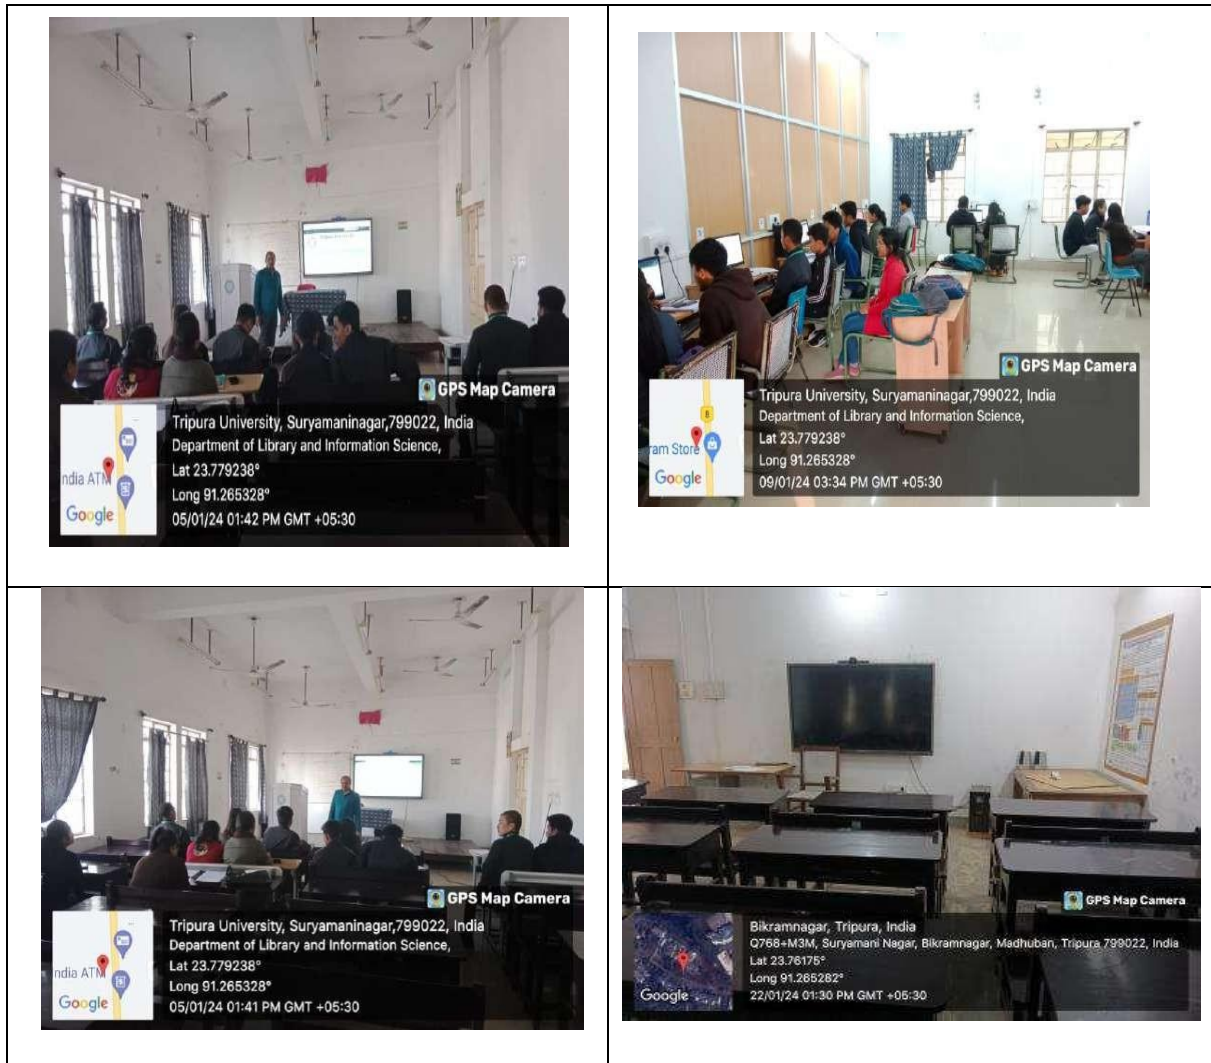 GPS Map Camera
Tripura University, Suryamaninagar,799022, India
Department of Library and Information Science,
Lat 23.779238°
Long 91.265328°
05/01/24 01:42 PM GMT +05:30
ndia ATM
Google
GPS Map Camera
Tripura University, Suryamaninagar,799022, India
Department of Library and Information Science,
Lat 23.779238°
Long 91.265328°
09/01/24 03:34 PM GMT +05:30
8
ram Store
Google
GPS Map Camera
Tripura University, Suryamaninagar,799022, India
Department of Library and Information Science,
Lat 23.779238°
Long 91.265328°
05/01/24 01:41 PM GMT +05:30
ndia ATM
Google
GPS Map Camera
Bikramnagar, Tripura, India
Q768+M3M, Suryamani Nagar, Bikramnagar, Madhuban, Tripura 799022, India
Lat 23.76175°
Long 91.265282°
22/01/24 01:30 PM GMT +05:30
Google